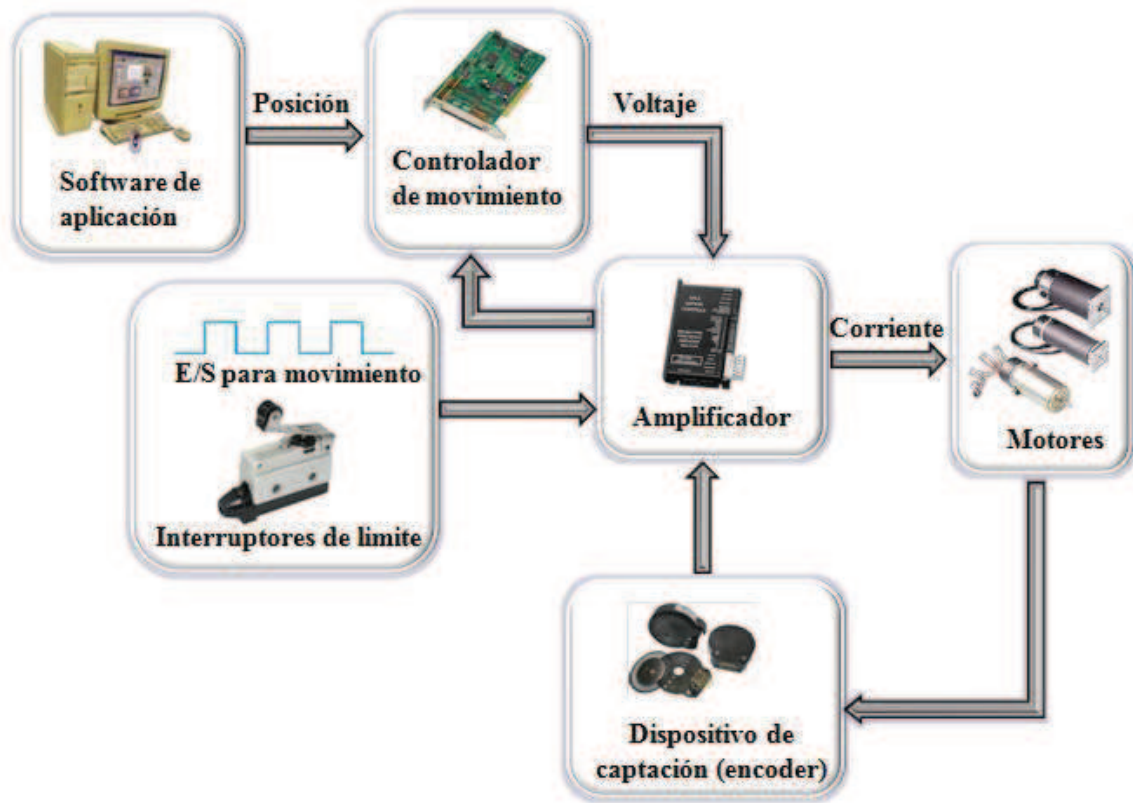 Software de
aplicación
Posición
Controlador
de movimiento
Voltaje
E/S para movimiento
Interruptores de limite
Amplificador
Corriente
Motores
Dispositivo de
captación (encoder)